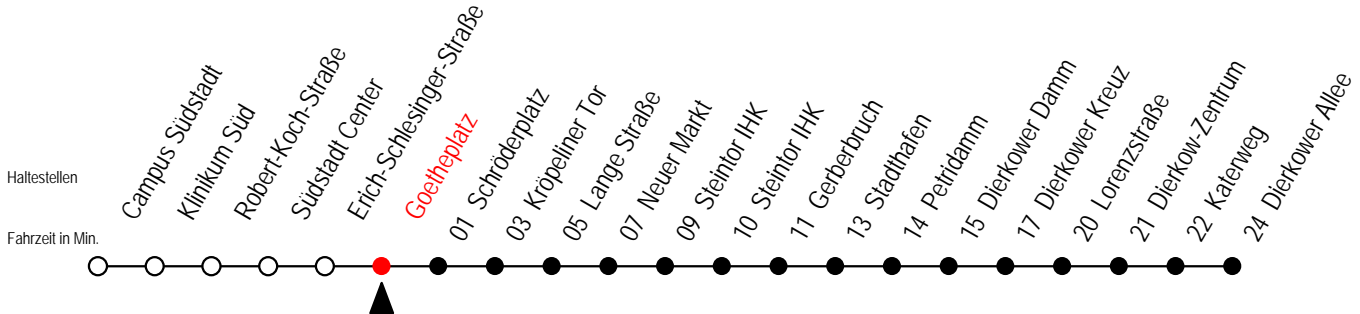 Haltestellen
Fahrzeit in Min.
Campus Südstadt
Klinikum Süd
Robert-Koch-Straße
Südstadt Center
Erich-Schlesinger-Straße
Goetheplatz
01 Schröderplatz
03 Kröpeliner Tor
05 Lange Straße
07 Neuer Markt
09 Steintor IHK
10 Steintor IHK
11 Gerberbruch
13 Stadthafen
14 Petridamm
15 Dierkower Damm
17 Dierkower Kreuz
20 Lorenzstraße
21 Dierkow-Zentrum
22 Katerweg
24 Dierkower Allee